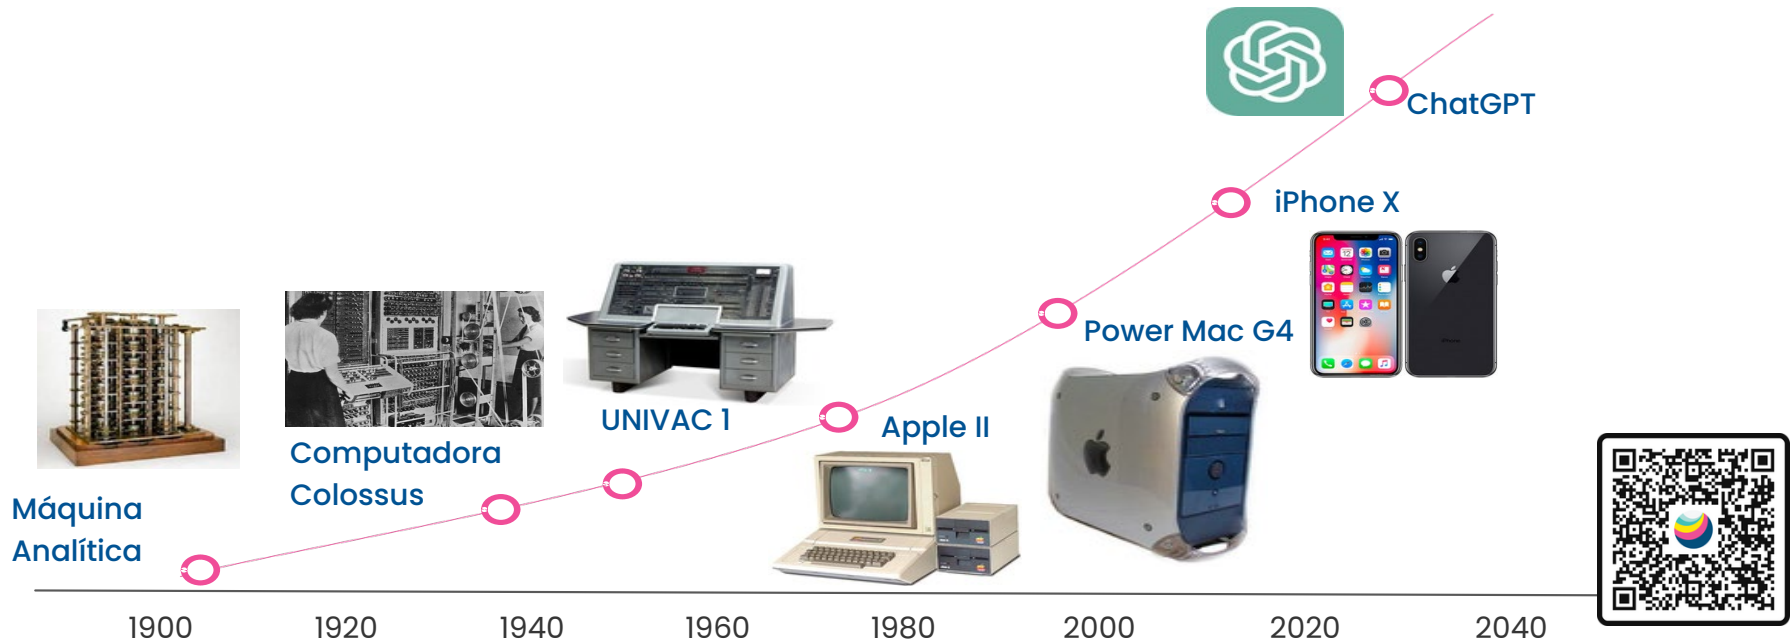 ChatGPT
iPhone X
Power Mac G4
UNIVAC 1
Apple II
Computadora
Colossus
Máquina
Analítica
1900 1920 1940 1960 1980 2000 2020 2040